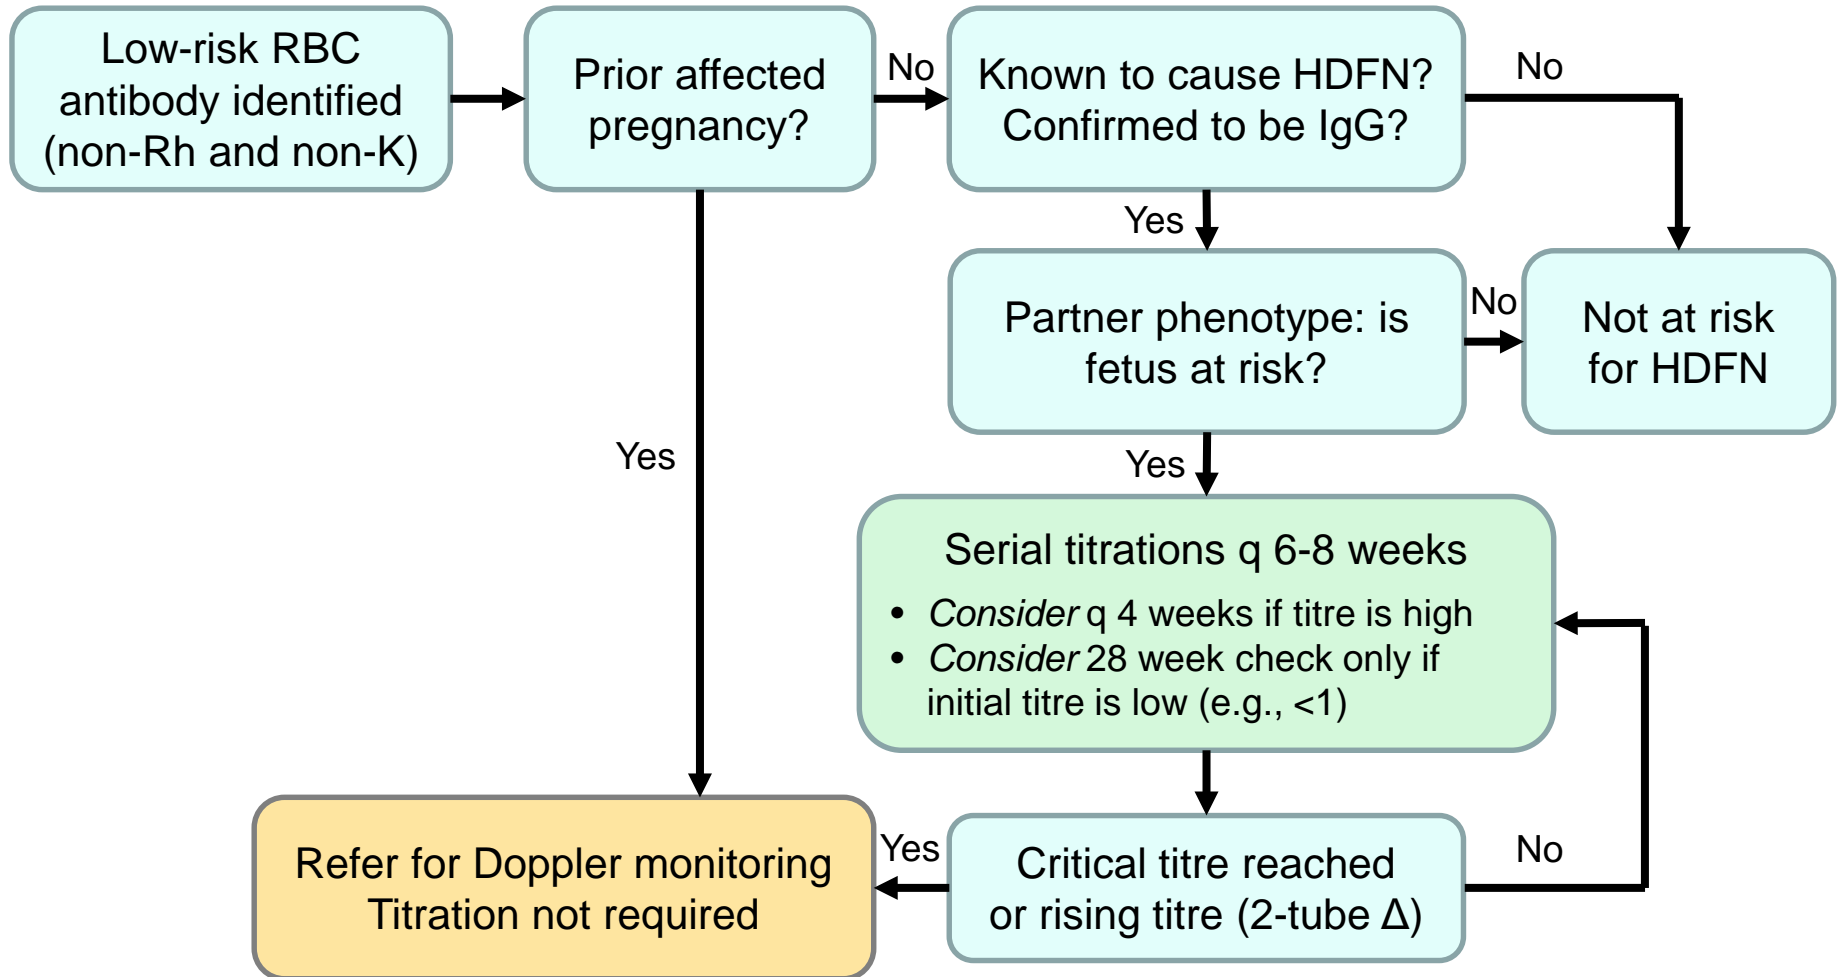 Low-risk RBC
antibody identified
(non-Rh and non-K)
Prior affected
pregnancy?
No
Known to cause HDFN?
Confirmed to be IgG?
No
Yes
Partner phenotype: is
fetus at risk?
No
Not at risk
for HDFN
Yes
Yes
Serial titrations q 6-8 weeks
• Consider q 4 weeks if titre is high
• Consider 28 week check only if
initial titre is low (e.g., <1)
Refer for Doppler monitoring
Titration not required
Yes
Critical titre reached
or rising titre (2-tube Δ)
No